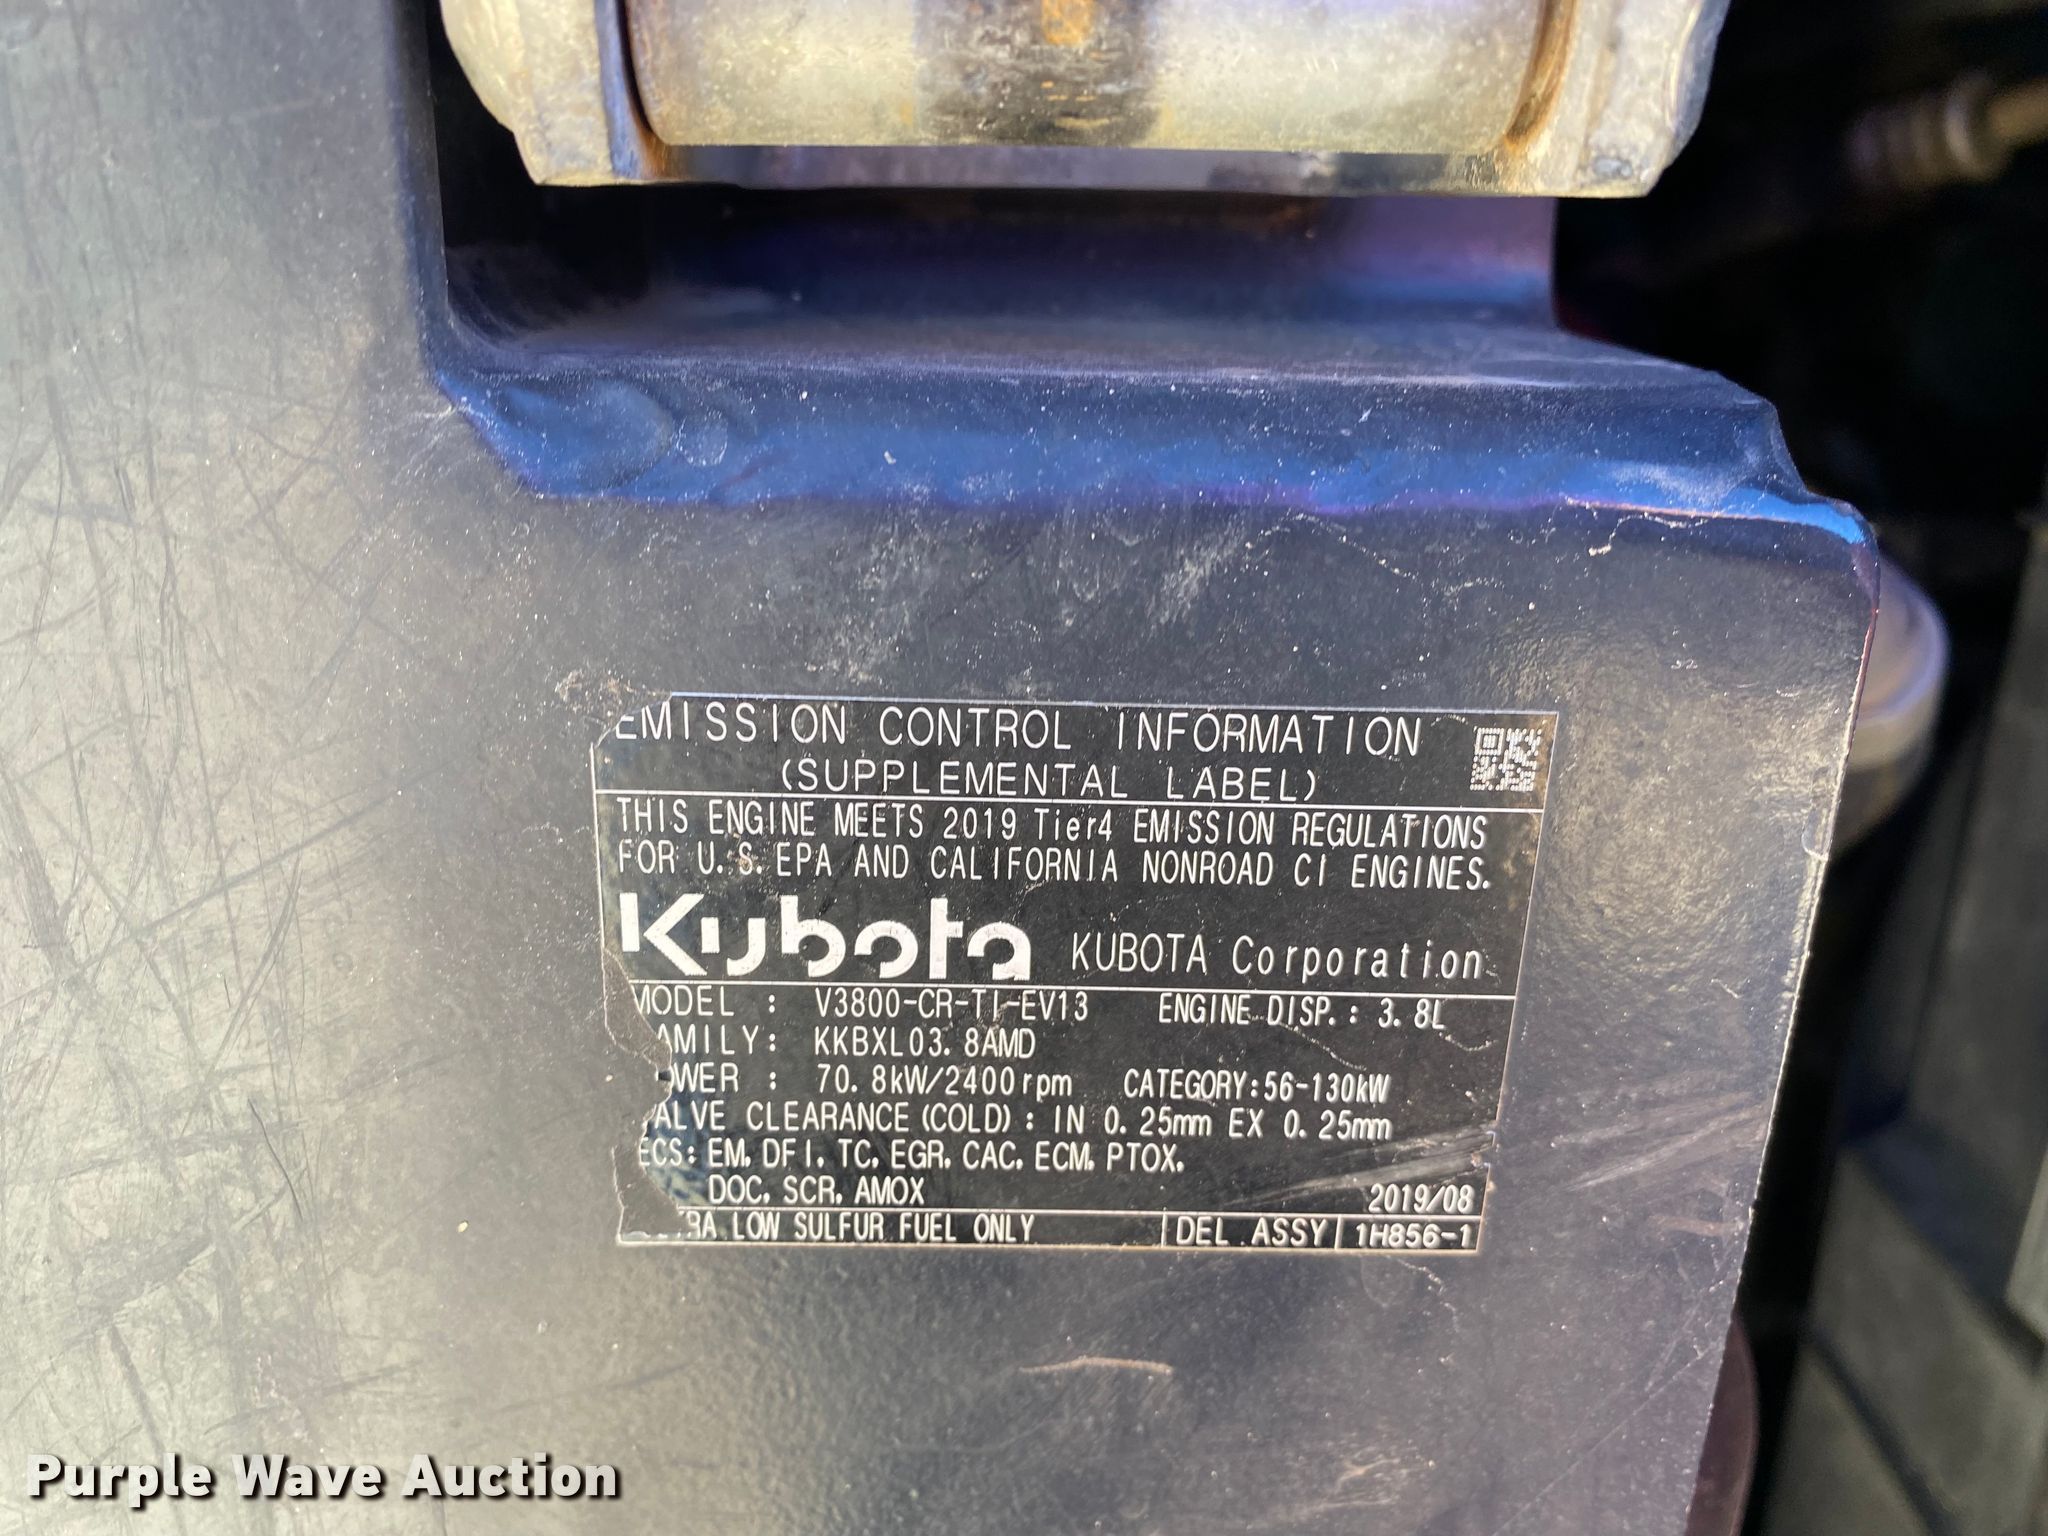 EMISSION CONTROL INFORMATION
(SUPPLEMENTAL LABEL)
THIS ENGINE MEETS 2019 Tier4 EMISSION REGULATIONS
FOR U.S. EPA AND CALIFORNIA NONROAD CI ENGINES.
Kubota KUBOTA Corporation
MODEL : V3800-CR-TI-EV13 ENGINE DISP.: 3.8L
AMILY: KKBXL03.8AMD
OWER : 70.8kW/2400rpm CATEGORY:56-130kW
VALVE CLEARANCE(COLD): IN 0.25mm EX 0.25mm
ECS: EM, DFI, TC, EGR, CAC, ECM, PTOX,
DOC, SCR, AMOX 2019/08
TRA LOW SULFUR FUEL ONLY DEL ASSY 1H856-1
Purple Wave Auction